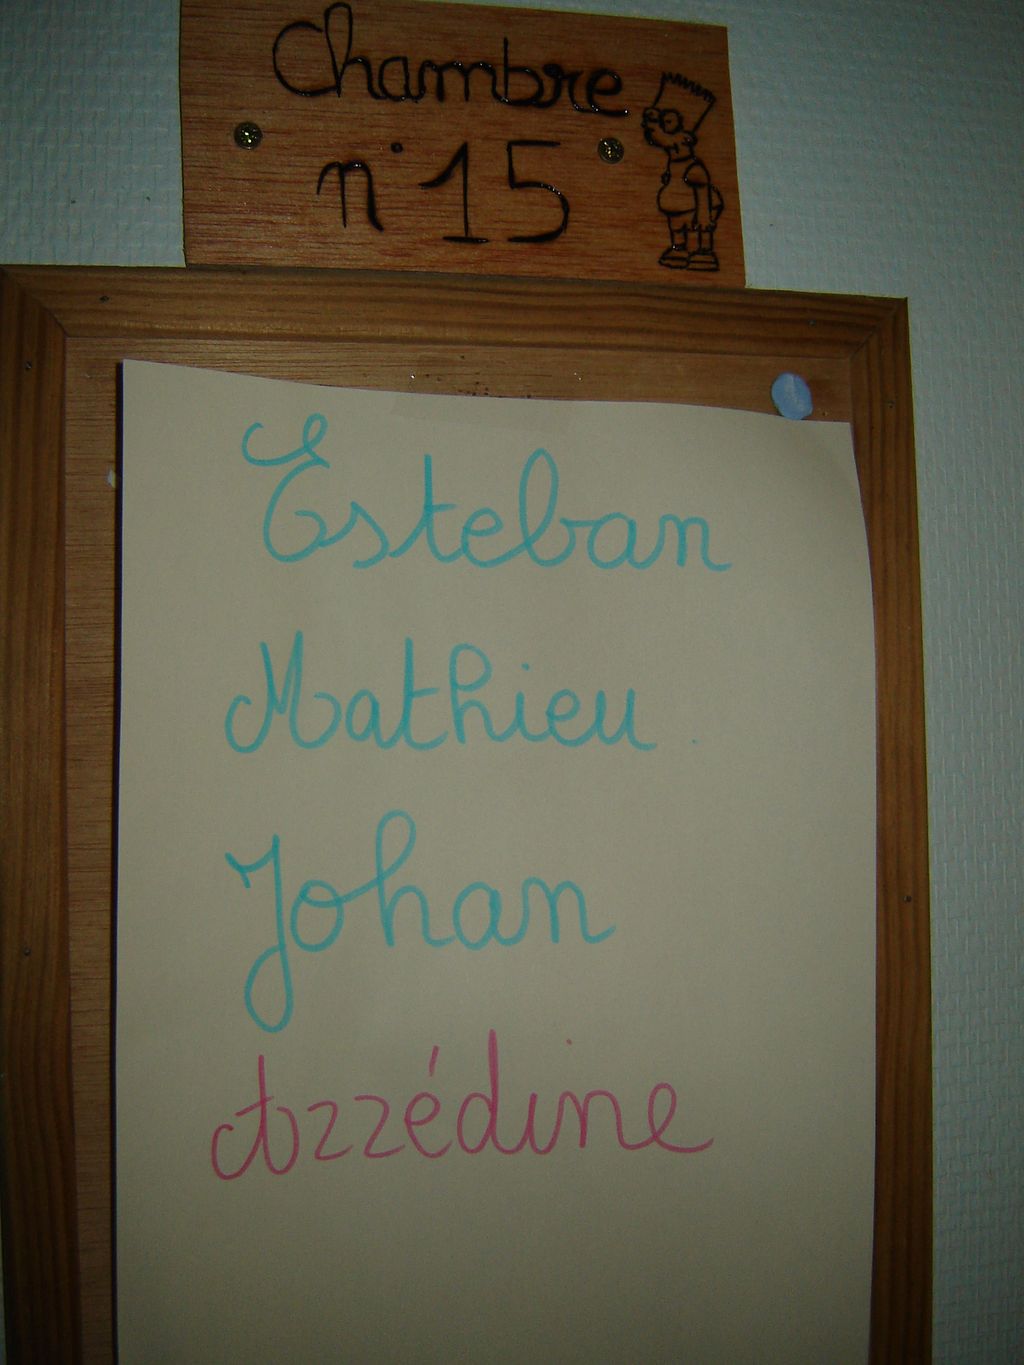 Chambre
n°15
Esteban
Mathieu.
Johan
Azzédine